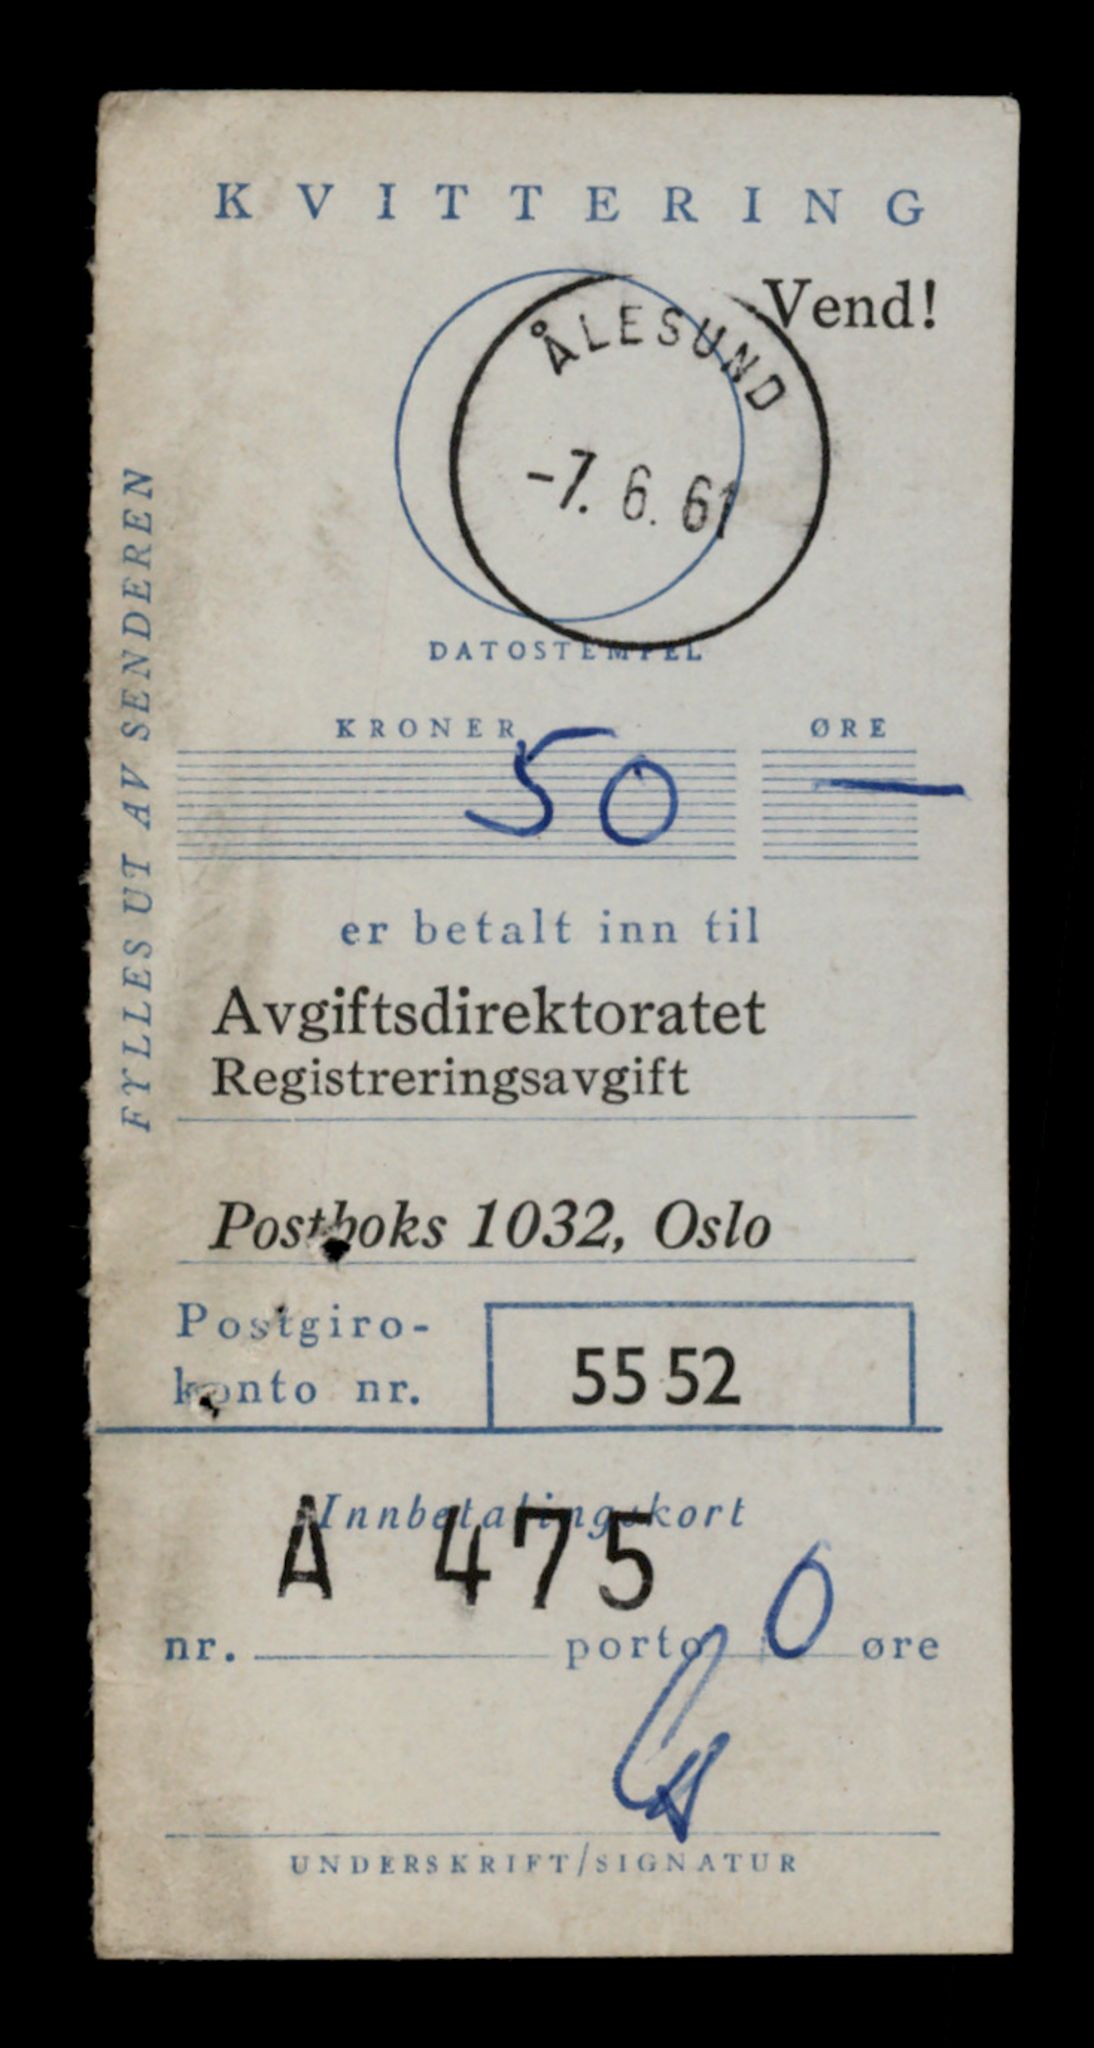 KVITTERING
Vend!
ÅLESUND
-7. 6. 61
DATOSTEMPEL
FYLLES UT AV SENDEREN
KRONER ØRE
50 —
er betalt inn til
Avgiftsdirektoratet
Registreringsavgift
Postboks 1032, Oslo
Postgiro-
konto nr. 55 52
Innbetalingskort
A 475
nr. porto 0 øre
UNDERSKRIFT/SIGNATUR